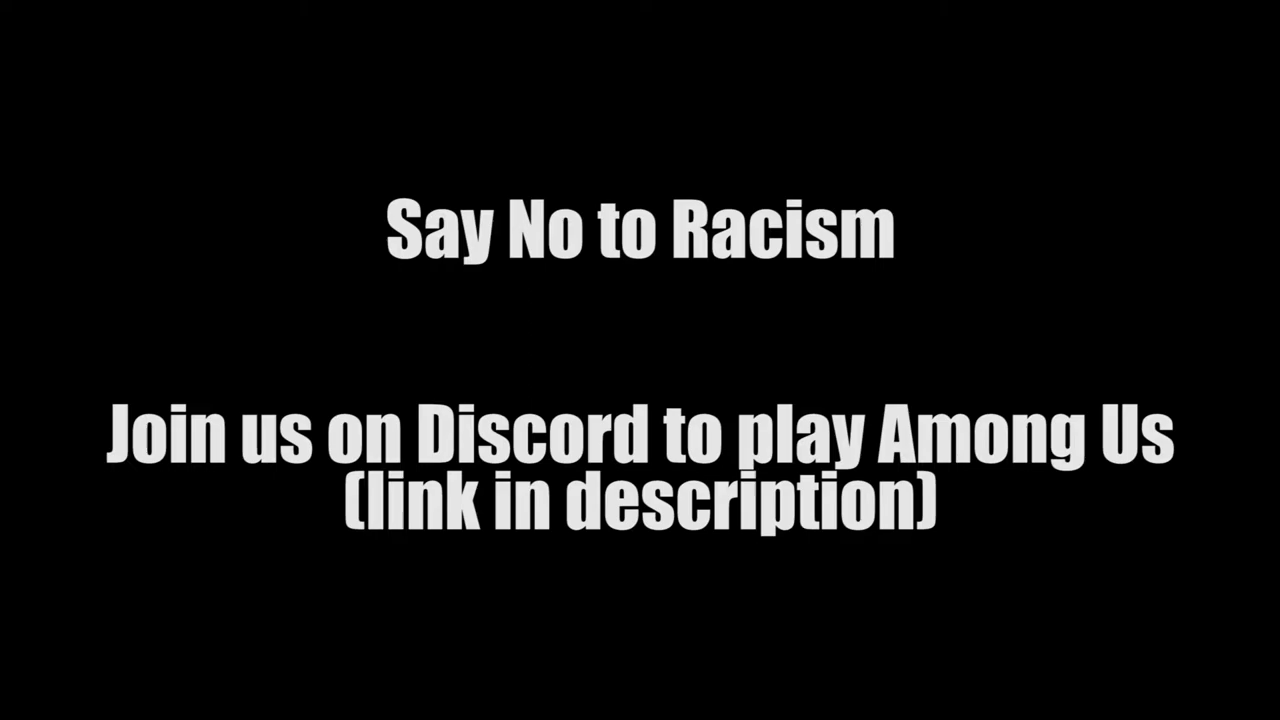 Say No to Racism
Join us on Discord to play Among Us
(link in description)